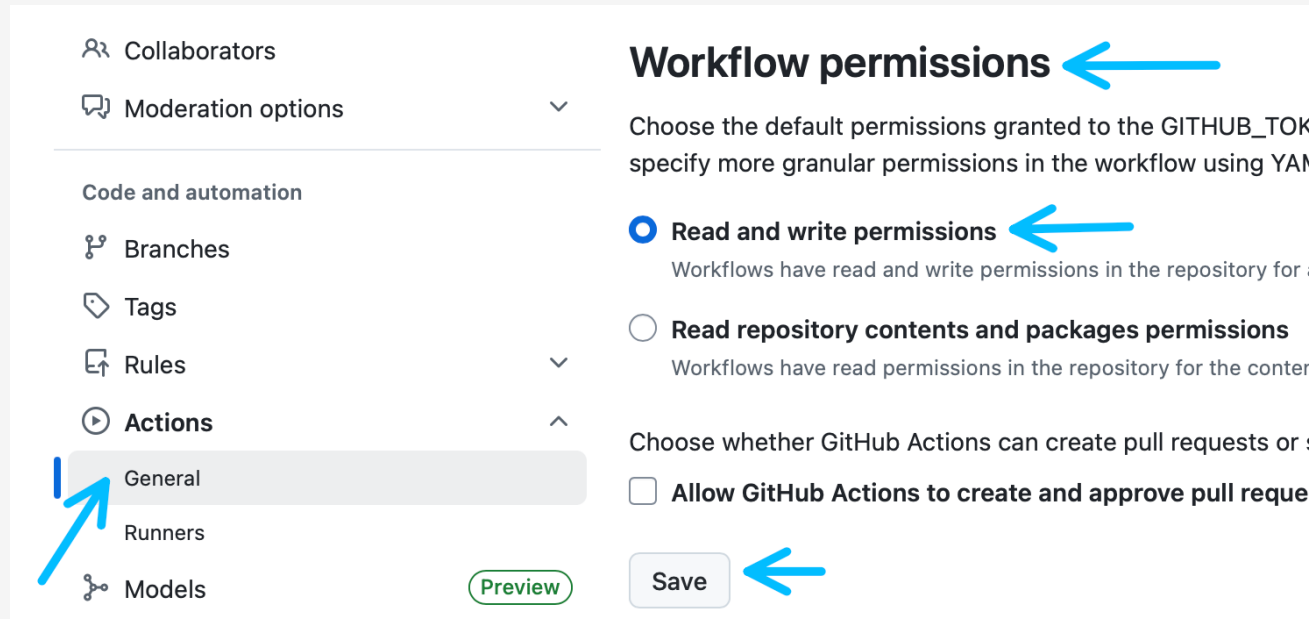 Collaborators
Moderation options
Code and automation
Branches
Tags
Rules
Actions
General
Runners
Models
Preview
Workflow permissions
Choose the default permissions granted to the GITHUB_TOK
specify more granular permissions in the workflow using YAM
Read and write permissions
Workflows have read and write permissions in the repository for a
Read repository contents and packages permissions
Workflows have read permissions in the repository for the conten
Choose whether GitHub Actions can create pull requests or s
Allow GitHub Actions to create and approve pull reque
Save